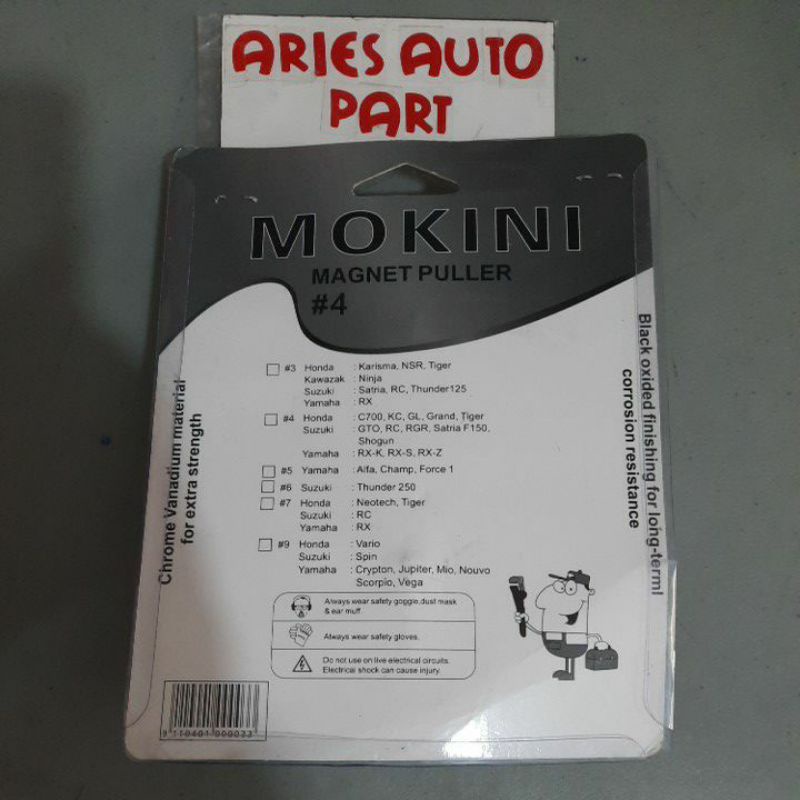 ARIES AUTO
PART
MOKINI
MAGNET PULLER
#4
#3 Honda : Karisma, NSR, Tiger
Kawazak : Ninja
Suzuki : Satria, RC, Thunder125
Yamaha : RX
#4 Honda : C700, KC, GL, Grand, Tiger
Suzuki : GTO, RC, RGR, Satria F150,
Shogun
Yamaha : RX-K, RX-S, RX-Z
#5 Yamaha : Alfa, Champ, Force 1
#6 Suzuki : Thunder 250
#7 Honda : Neotech, Tiger
Suzuki : RC
Yamaha : RX
#9 Honda : Vario
Suzuki : Spin
Yamaha : Crypton, Jupiter, Mio, Nouvo
Scorpio, Vega
Chrome Vanadium material
for extra strength
Black oxided finishing for long-terml
corrosion resistance
Always wear safety goggle,dust mask
& ear muff.
Always wear safety gloves.
Do not use on live electrical circuits.
Electrical shock can cause injury.
9 110401 000033